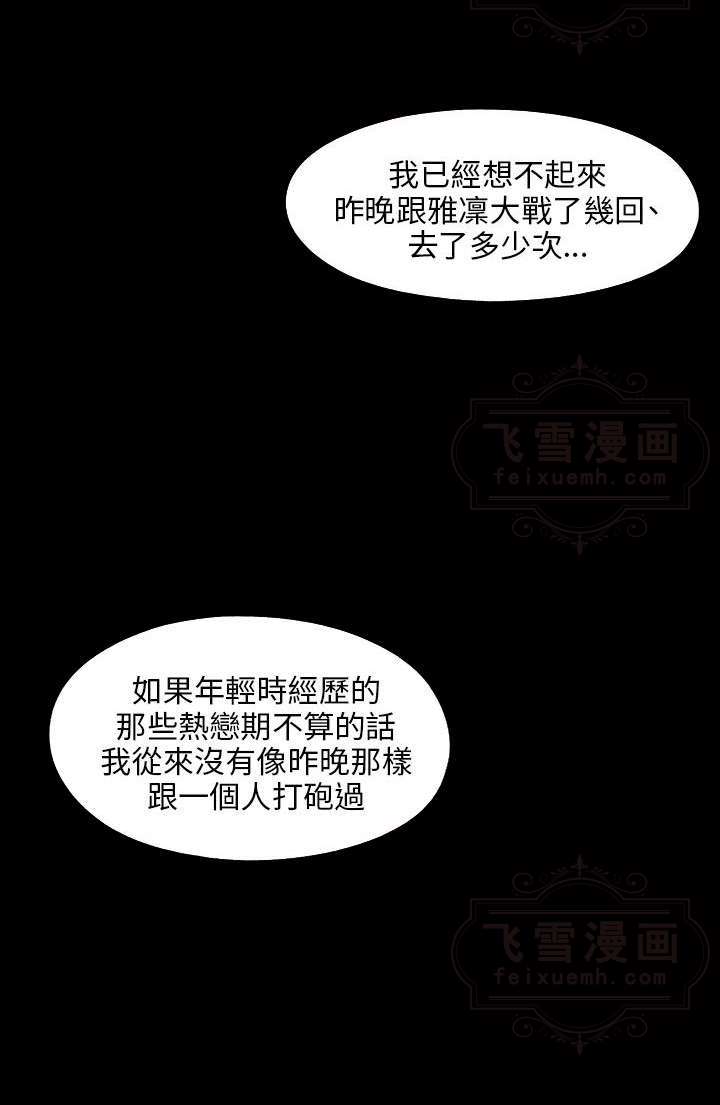 我已經想不起來
昨晚跟雅凜大戰了幾回、
去了多少次...
飞雪漫画
feixuemh.com
如果年輕時經歷的
那些熱戀期不算的話
我從來沒有像昨晚那樣
跟一個人打砲過
飞雪漫画
feixuemh.com